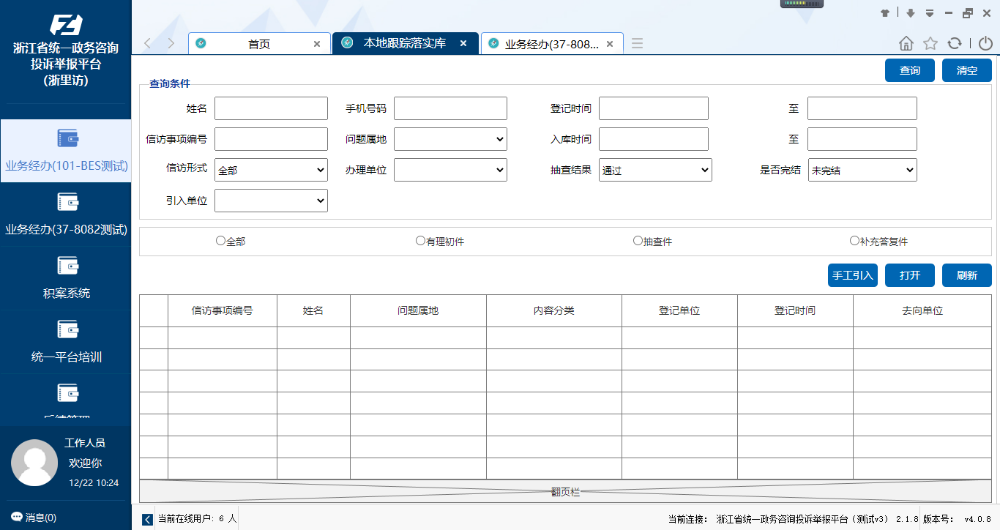 浙江省统一政务咨询
投诉举报平台
(浙里访)
业务经办(101-BES测试)
业务经办(37-8082测试)
积案系统
统一平台培训
工作人员
欢迎你
12/22 10:24
消息(0)
首页
本地跟踪落实库
业务经办(37-808...
查询 清空
查询条件
姓名 手机号码 登记时间 至
信访事项编号 问题属地 入库时间 至
信访形式 全部 办理单位 抽查结果 通过 是否完结 未完结
引入单位
全部 有理初件 抽查件 补充答复件
手工引入 打开 刷新
信访事项编号 姓名 问题属地 内容分类 登记单位 登记时间 去向单位
翻页栏
当前在线用户: 6 人 当前连接: 浙江省统一政务咨询投诉举报平台（测试v3） 2.1.8 版本号: v4.0.8